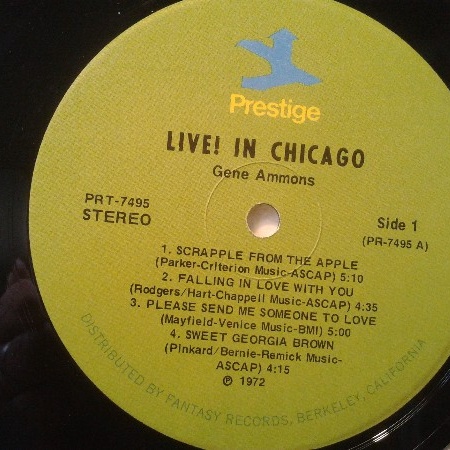 Prestige
LIVE! IN CHICAGO
Gene Ammons
PRT-7495
STEREO
Side 1
(PR-7495 A)
1. SCRAPPLE FROM THE APPLE
(Parker-Criterion Music-ASCAP) 5:10
2. FALLING IN LOVE WITH YOU
(Rodgers/Hart-Chappell Music-ASCAP) 4:35
3. PLEASE SEND ME SOMEONE TO LOVE
(Mayfield-Venice Music-BMI) 5:00
4. SWEET GEORGIA BROWN
(Pinkard/Bernie-Remick Music-
ASCAP) 4:15
℗ 1972
DISTRIBUTED BY FANTASY RECORDS, BERKELEY, CALIFORNIA